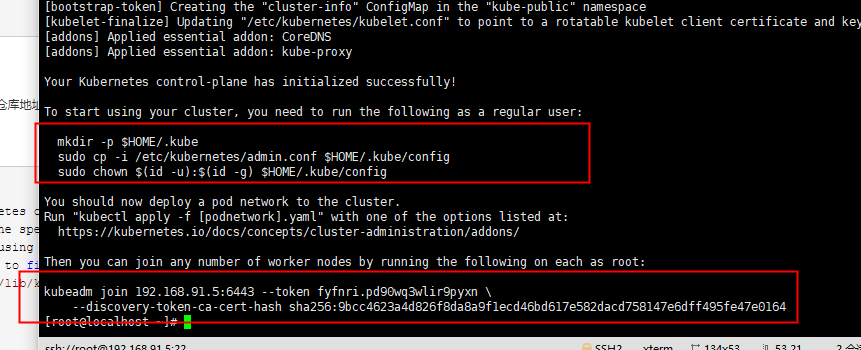 [bootstrap-token] Creating the "cluster-info" ConfigMap in the "kube-public" namespace
[kubelet-finalize] Updating "/etc/kubernetes/kubelet.conf" to point to a rotatable kubelet client certificate and key
[addons] Applied essential addon: CoreDNS
[addons] Applied essential addon: kube-proxy
Your Kubernetes control-plane has initialized successfully!
仓库地址
To start using your cluster, you need to run the following as a regular user:
mkdir -p $HOME/.kube
sudo cp -i /etc/kubernetes/admin.conf $HOME/.kube/config
sudo chown $(id -u):$(id -g) $HOME/.kube/config
You should now deploy a pod network to the cluster.
Run "kubectl apply -f [podnetwork].yaml" with one of the options listed at:
https://kubernetes.io/docs/concepts/cluster-administration/addons/
using
to fi
Then you can join any number of worker nodes by running the following on each as root:
kubeadm join 192.168.91.5:6443 --token fyfnri.pd90wq3wlir9pyxn \
--discovery-token-ca-cert-hash sha256:9bcc4623a4d826f8da8a9f1ecd46bd617e582dacd758147e6dff495fe47e0164
[root@localhost ~]#
ssh://root@192.168.91.5:22 SSH2 xterm 134x53 53,21